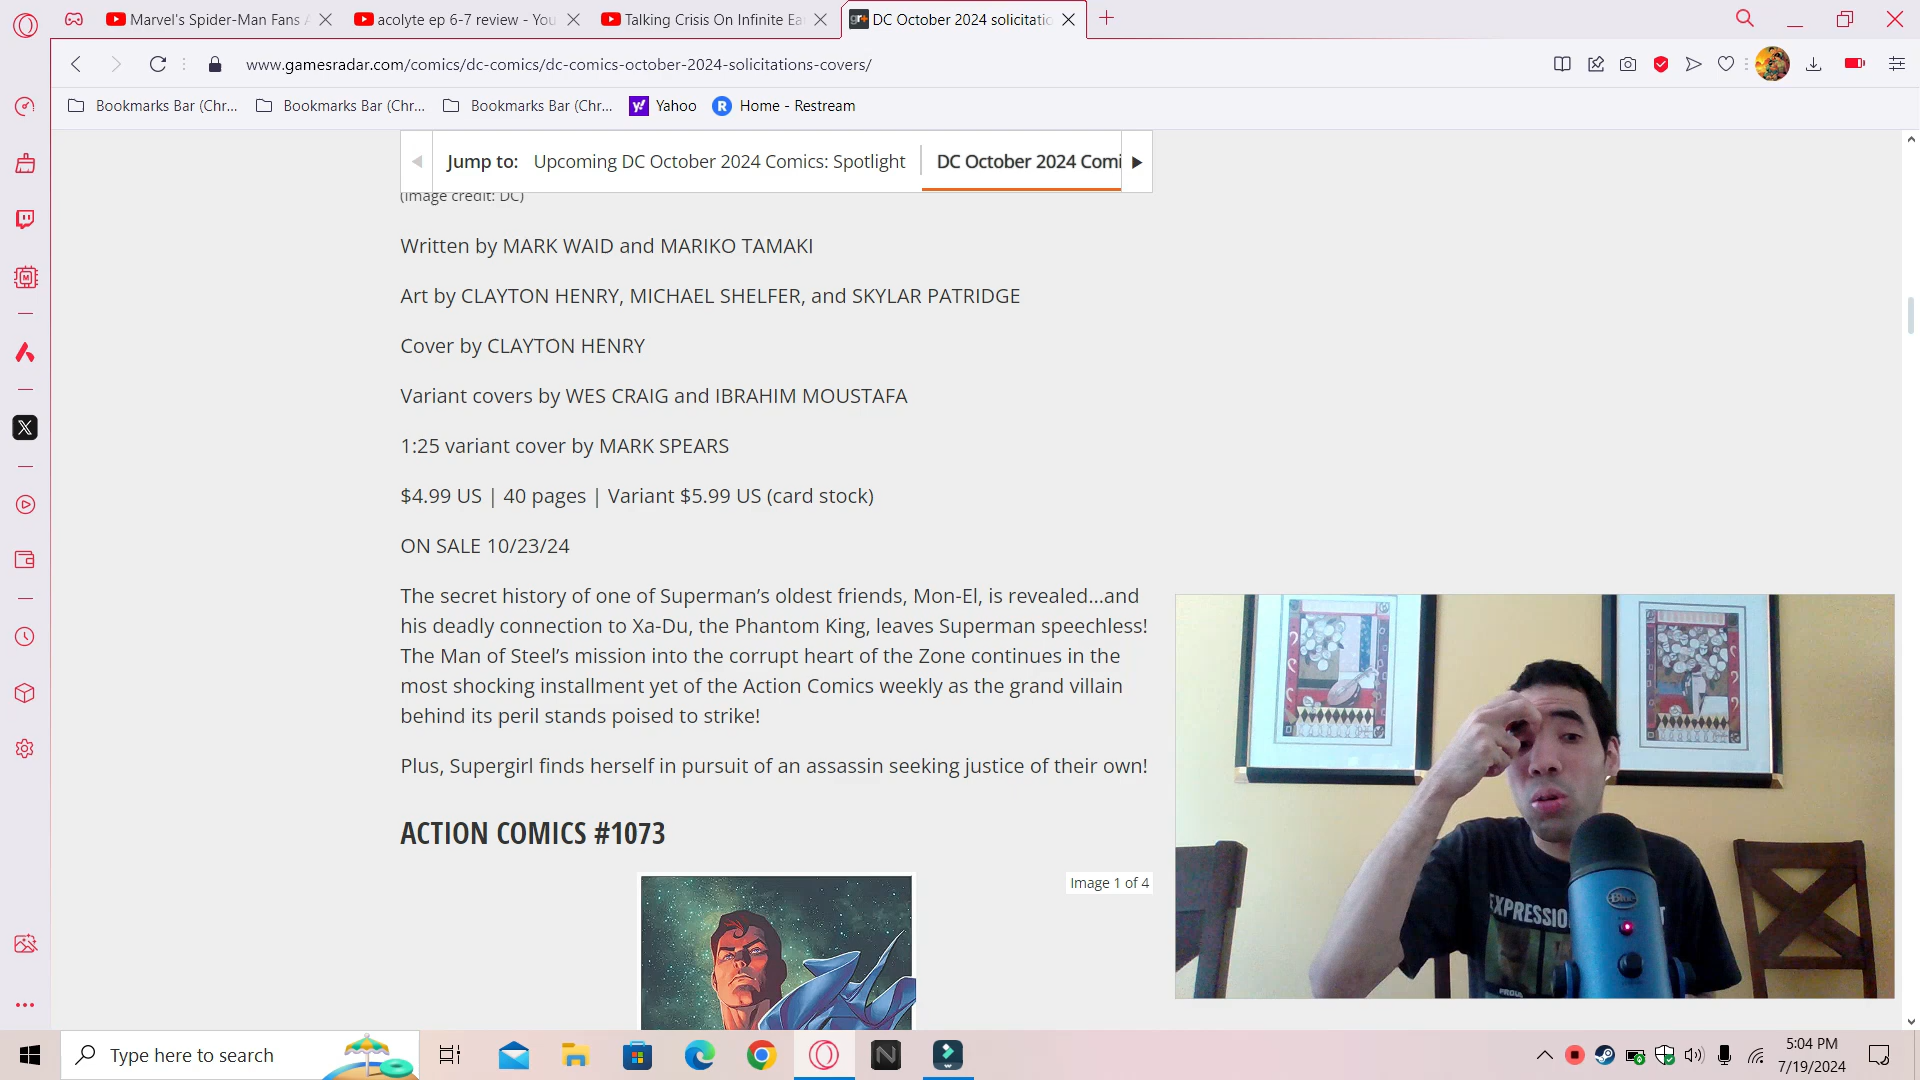 Marvel's Spider-Man Fans
acolyte ep 6-7 review - You
Talking Crisis On Infinite Ea
gr+
DC October 2024 solicitatio
www.gamesradar.com/comics/dc-comics/dc-comics-october-2024-solicitations-covers/
Bookmarks Bar (Chr...
Bookmarks Bar (Chr...
Bookmarks Bar (Chr...
Yahoo
Home - Restream
Jump to:
Upcoming DC October 2024 Comics: Spotlight
DC October 2024 Comi
(Image credit: DC)
Written by MARK WAID and MARIKO TAMAKI
Art by CLAYTON HENRY, MICHAEL SHELFER, and SKYLAR PATRIDGE
Cover by CLAYTON HENRY
Variant covers by WES CRAIG and IBRAHIM MOUSTAFA
1:25 variant cover by MARK SPEARS
$4.99 US | 40 pages | Variant $5.99 US (card stock)
ON SALE 10/23/24
The secret history of one of Superman’s oldest friends, Mon-El, is revealed…and
his deadly connection to Xa-Du, the Phantom King, leaves Superman speechless!
The Man of Steel’s mission into the corrupt heart of the Zone continues in the
most shocking installment yet of the Action Comics weekly as the grand villain
behind its peril stands poised to strike!
Plus, Supergirl finds herself in pursuit of an assassin seeking justice of their own!
ACTION COMICS #1073
Image 1 of 4
Blue
EXPRESSIO
PROU
Type here to search
5:04 PM
7/19/2024